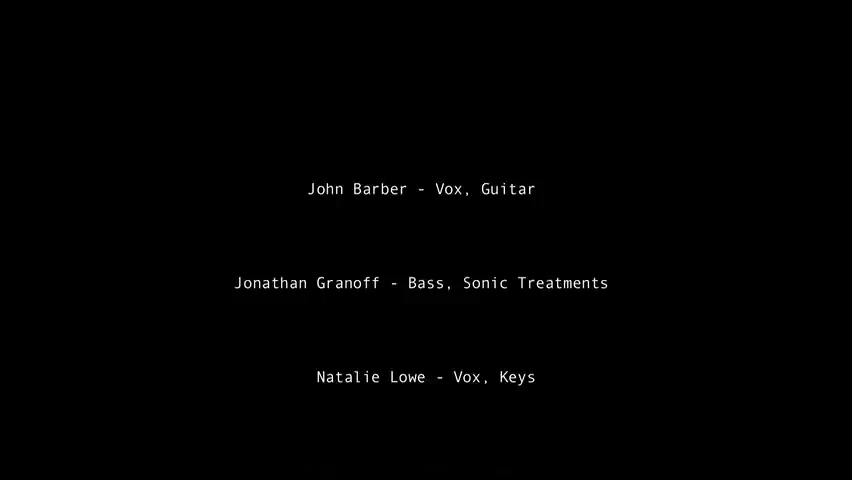 John Barber - Vox, Guitar
Jonathan Granoff - Bass, Sonic Treatments
Natalie Lowe - Vox, Keys